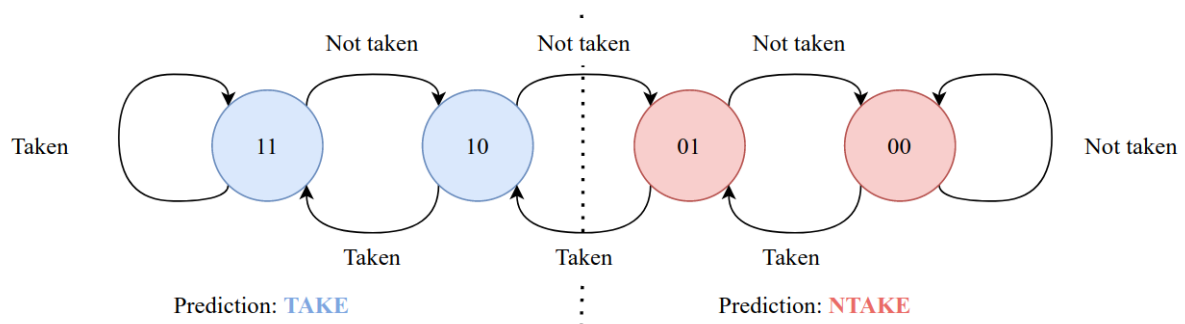 Not taken
Not taken
Not taken
Taken
11
10
01
00
Not taken
Taken
Taken
Taken
Prediction: TAKE
Prediction: NTAKE